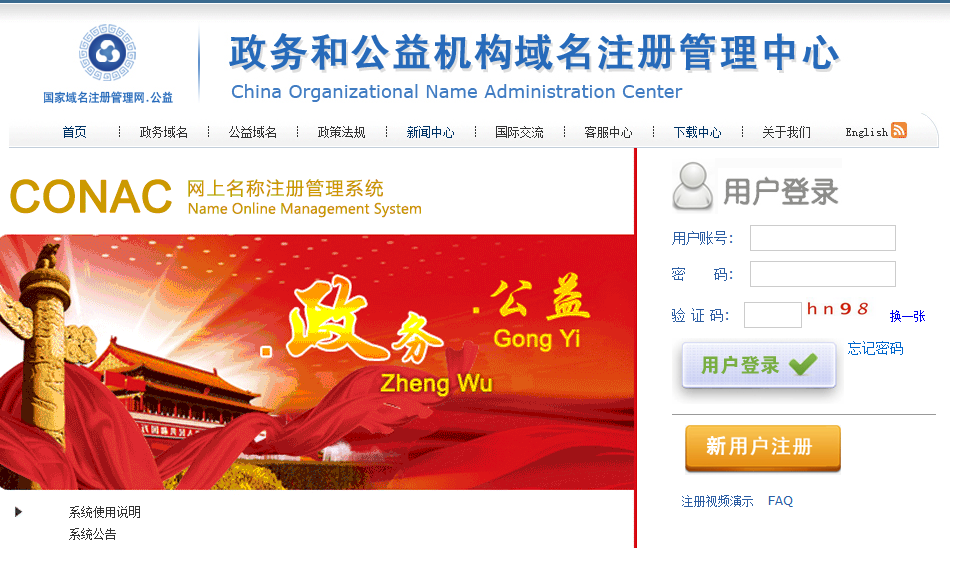 政务和公益机构域名注册管理中心
China Organizational Name Administration Center
国家域名注册管理网.公益
首页 政务域名 公益域名 政策法规 新闻中心 国际交流 客服中心 下载中心 关于我们 English
CONAC 网上名称注册管理系统
Name Online Management System
用户登录
用户账号：
密 码：
验 证 码： hn98 换一张
用户登录 忘记密码
新用户注册
注册视频演示 FAQ
政务 Zheng Wu
·公益 Gong Yi
系统使用说明
系统公告